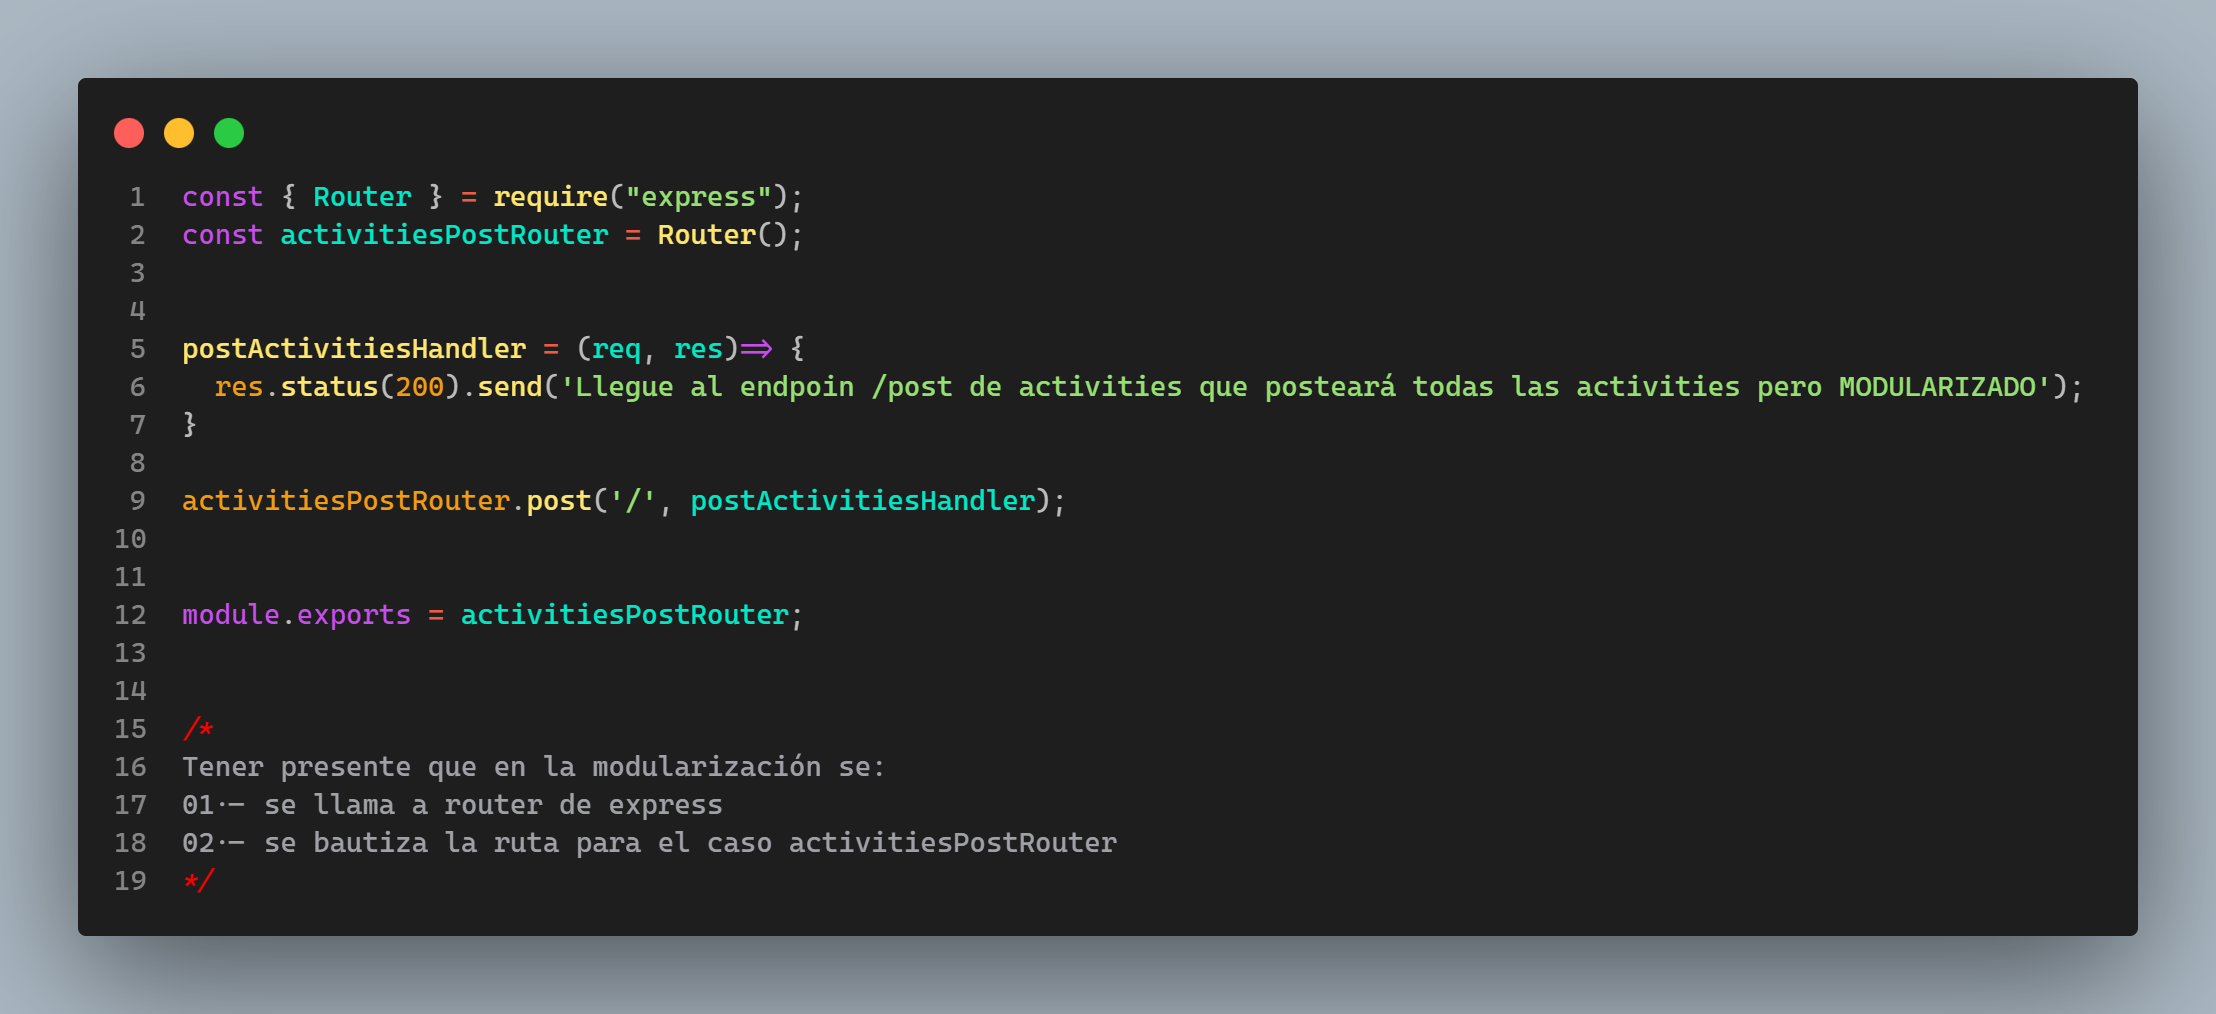 1 const { Router } = require("express");
2 const activitiesPostRouter = Router();
3
4
5 postActivitiesHandler = (req, res)=> {
6   res.status(200).send('Llegue al endpoin /post de activities que posteará todas las activities pero MODULARIZADO');
7 }
8
9 activitiesPostRouter.post('/', postActivitiesHandler);
10
11
12 module.exports = activitiesPostRouter;
13
14
15 /*
16 Tener presente que en la modularización se:
17 01.- se llama a router de express
18 02.- se bautiza la ruta para el caso activitiesPostRouter
19 */